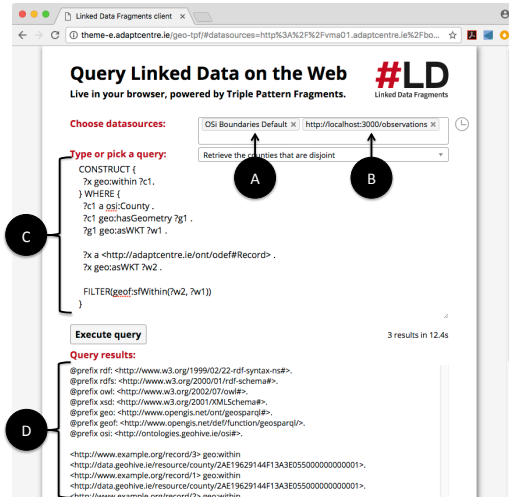 Linked Data Fragments client
theme-e.adaptcentre.ie/geo-tpf/#datasources=http%3A%2F%2Fvma01.adaptcentre.ie%2Fbo...
Query Linked Data on the Web
Live in your browser, powered by Triple Pattern Fragments.
#LD
Linked Data Fragments
Choose datasources:
OSi Boundaries Default × http://localhost:3000/observations ×
Type or pick a query:
Retrieve the counties that are disjoint
A
B
CONSTRUCT {
?x geo:within ?c1.
} WHERE {
?c1 a osi:County .
?c1 geo:hasGeometry ?g1 .
?g1 geo:asWKT ?w1 .
C
?x a <http://adaptcentre.ie/ont/odef#Record> .
?x geo:asWKT ?w2 .
FILTER(geof:sfWithin(?w2, ?w1))
}
Execute query
3 results in 12.4s
Query results:
@prefix rdf: <http://www.w3.org/1999/02/22-rdf-syntax-ns#>.
@prefix rdfs: <http://www.w3.org/2000/01/rdf-schema#>.
@prefix owl: <http://www.w3.org/2002/07/owl#>.
@prefix xsd: <http://www.w3.org/2001/XMLSchema#>.
@prefix geo: <http://www.opengis.net/ont/geosparql#>.
@prefix geof: <http://www.opengis.net/def/function/geosparql/>.
@prefix osi: <http://ontologies.geohive.ie/osi#>.
D
<http://www.example.org/record/3> geo:within
<http://data.geohive.ie/resource/county/2AE19629144F13A3E055000000000001>.
<http://www.example.org/record/1> geo:within
<http://data.geohive.ie/resource/county/2AE19629144F13A3E055000000000001>.
<http://www.example.org/record/2> geo:within